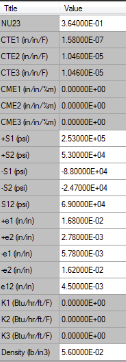 Title Value
NU23 3.64000E-01
CTE1 (in/in/F) 1.58000E-07
CTE2 (in/in/F) 1.04600E-05
CTE3 (in/in/F) 1.04600E-05
CME1 (in/in/%m) 0.00000E+00
CME2 (in/in/%m) 0.00000E+00
CME3 (in/in/%m) 0.00000E+00
+S1 (psi) 2.53000E+05
+S2 (psi) 5.30000E+04
-S1 (psi) -8.80000E+04
-S2 (psi) -2.47000E+04
S12 (psi) 6.90000E+04
+e1 (in/in) 1.68000E-02
+e2 (in/in) 2.78000E-03
-e1 (in/in) 5.78000E-03
-e2 (in/in) 1.62000E-02
e12 (in/in) 4.50000E-03
K1 (Btu/hr/ft/F) 0.00000E+00
K2 (Btu/hr/ft/F) 0.00000E+00
K3 (Btu/hr/ft/F) 0.00000E+00
Density (lb/in3) 5.60000E-02